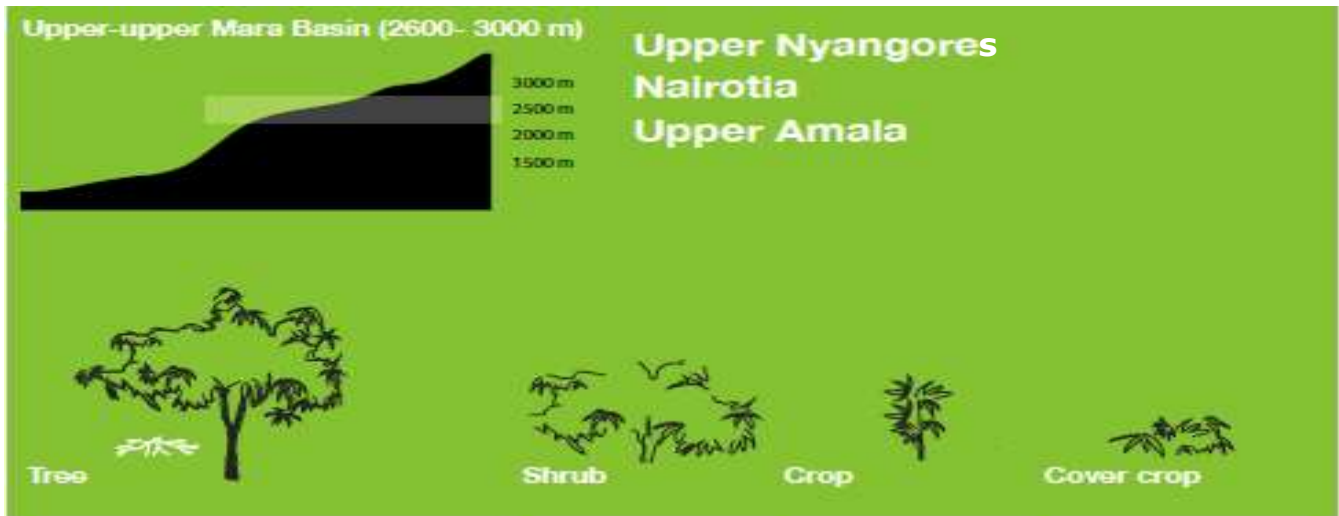 Upper-upper Mara Basin (2600- 3000 m)
3000 m
2500 m
2000 m
1500 m
Upper Nyangores
Nairotia
Upper Amala
Tree
Shrub
Crop
Cover crop